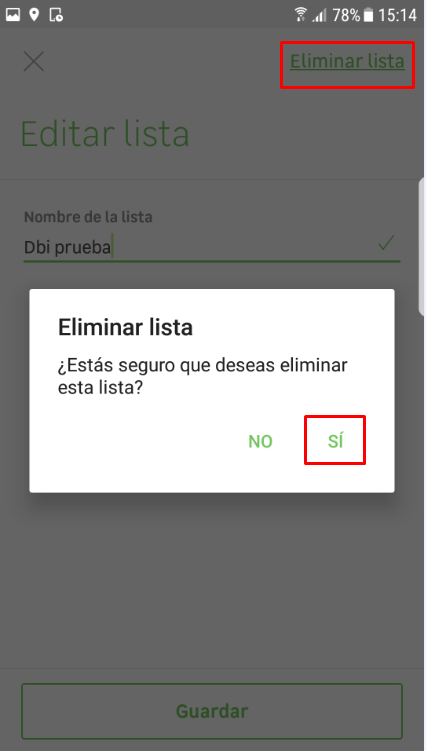 78% 15:14
Eliminar lista
Editar lista
Nombre de la lista
Dbi prueba
Eliminar lista
¿Estás seguro que deseas eliminar
esta lista?
NO SÍ
Guardar